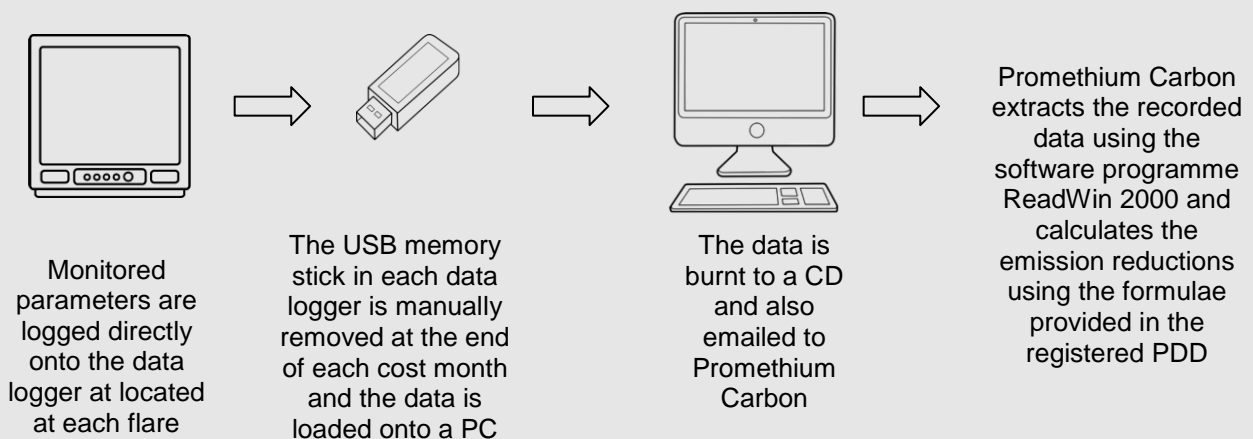 Monitored
parameters are
logged directly
onto the data
logger at located
at each flare
The USB memory
stick in each data
logger is manually
removed at the end
of each cost month
and the data is
loaded onto a PC
The data is
burnt to a CD
and also
emailed to
Promethium
Carbon
Promethium Carbon
extracts the recorded
data using the
software programme
ReadWin 2000 and
calculates the
emission reductions
using the formulae
provided in the
registered PDD